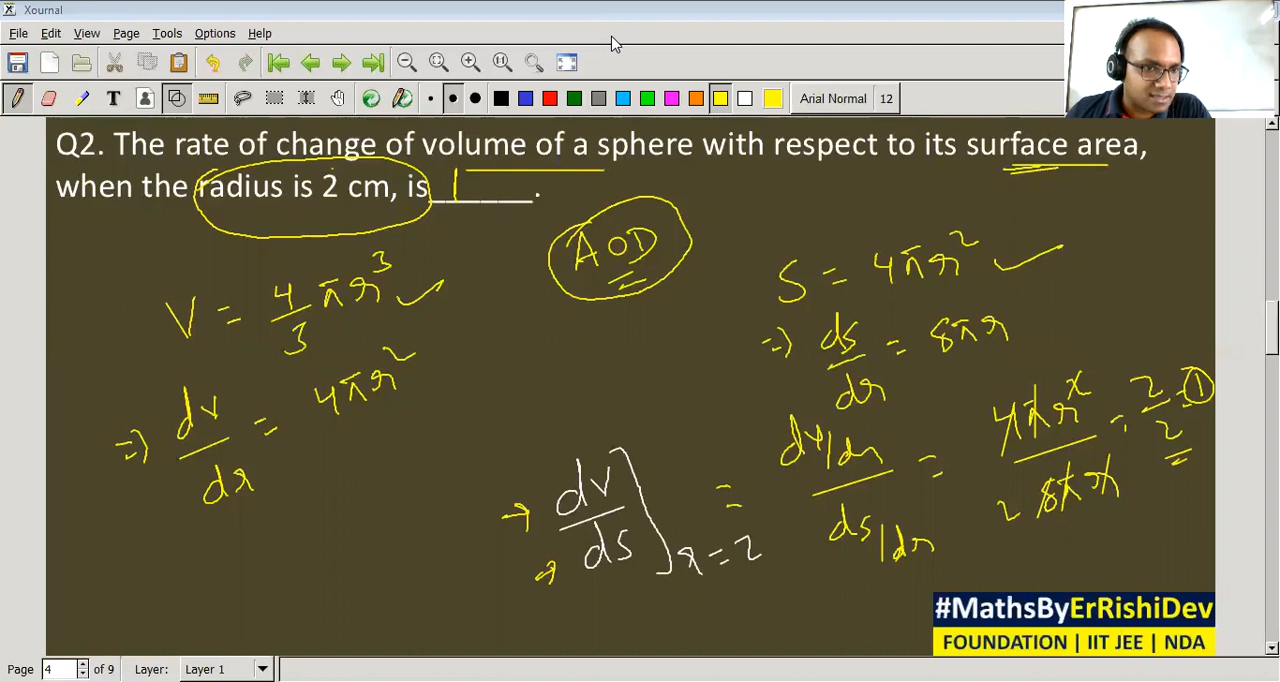 Xournal
File Edit View Page Tools Options Help
Arial Normal 12
Q2. The rate of change of volume of a sphere with respect to its surface area,
when the radius is 2 cm, is 1______.
AOD
V = 4/3 πr³ ✓
S = 4πr² ✓
=> ds/dr = 8πr
=> dv/dr = 4πr²
→ dv/ds]r=2 = dv/dr / ds/dr = 4πr² / 8πr = 2/2 = 1
2
#MathsByErRishiDev
FOUNDATION | IIT JEE | NDA
Page 4 of 9 Layer: Layer 1